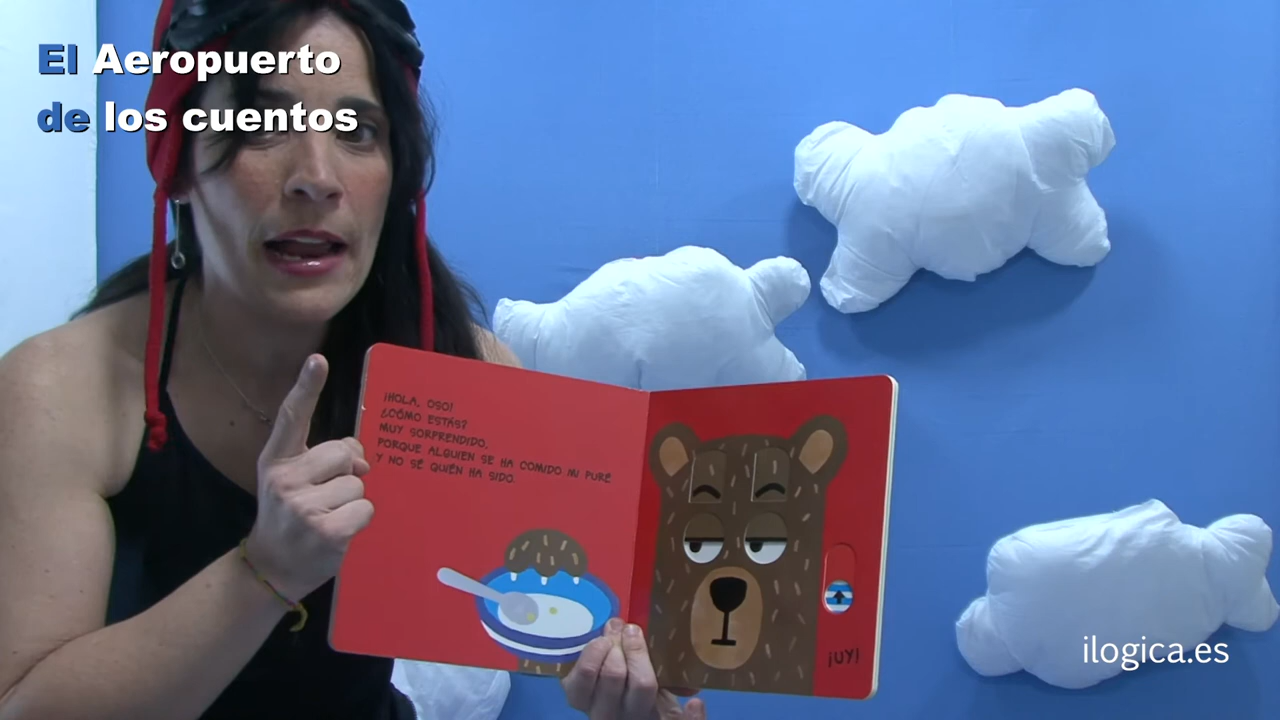 El Aeropuerto
de los cuentos
¡HOLA, OSO!
¿CÓMO ESTÁS?
MUY SORPRENDIDO,
PORQUE ALGUIEN SE HA COMIDO MI PURÉ
Y NO SÉ QUIÉN HA SIDO.
¡UY!
ilogica.es